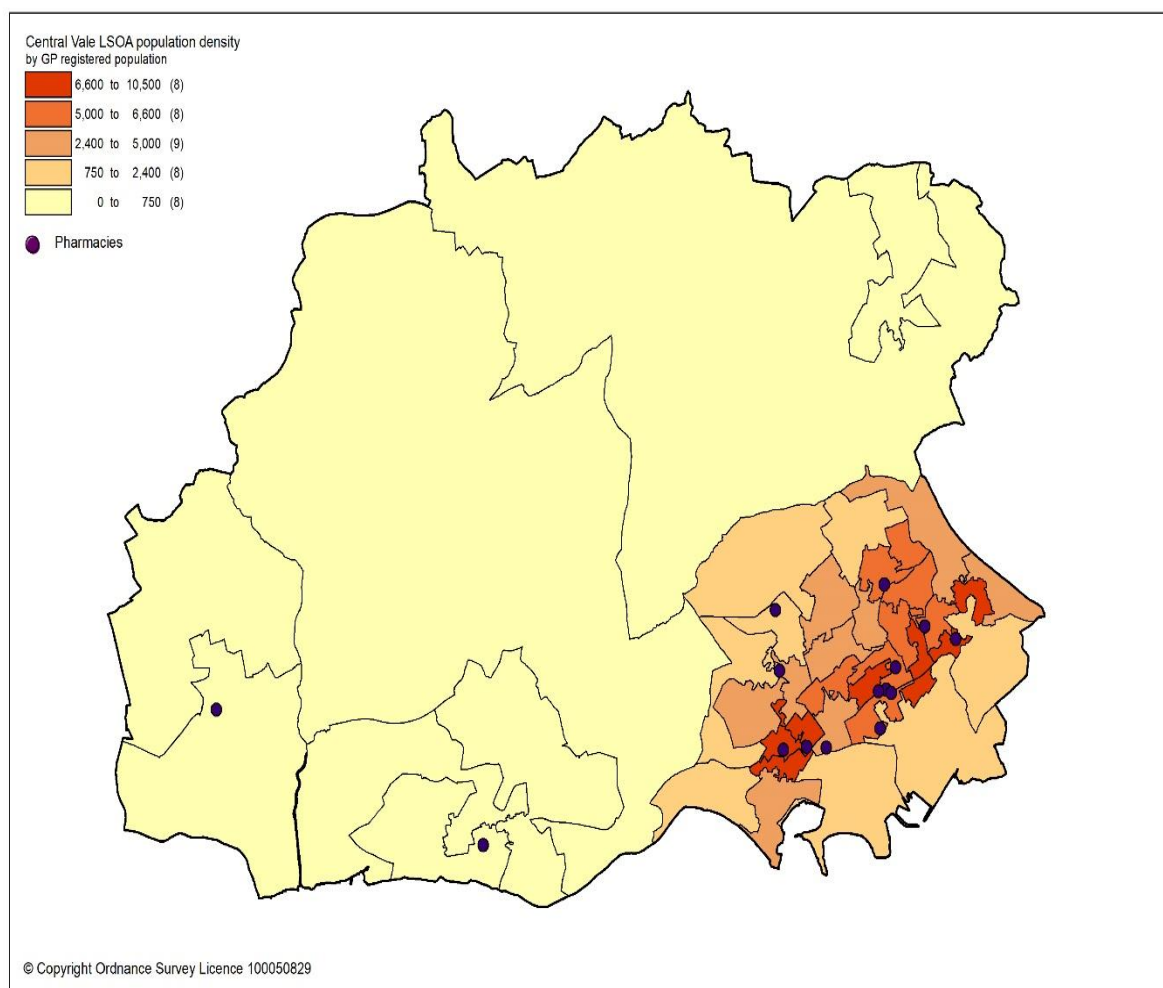 Central Vale LSOA population density
by GP registered population
6,600 to 10,500 (8)
5,000 to 6,600 (8)
2,400 to 5,000 (9)
750 to 2,400 (8)
0 to 750 (8)
Pharmacies
© Copyright Ordnance Survey Licence 100050829